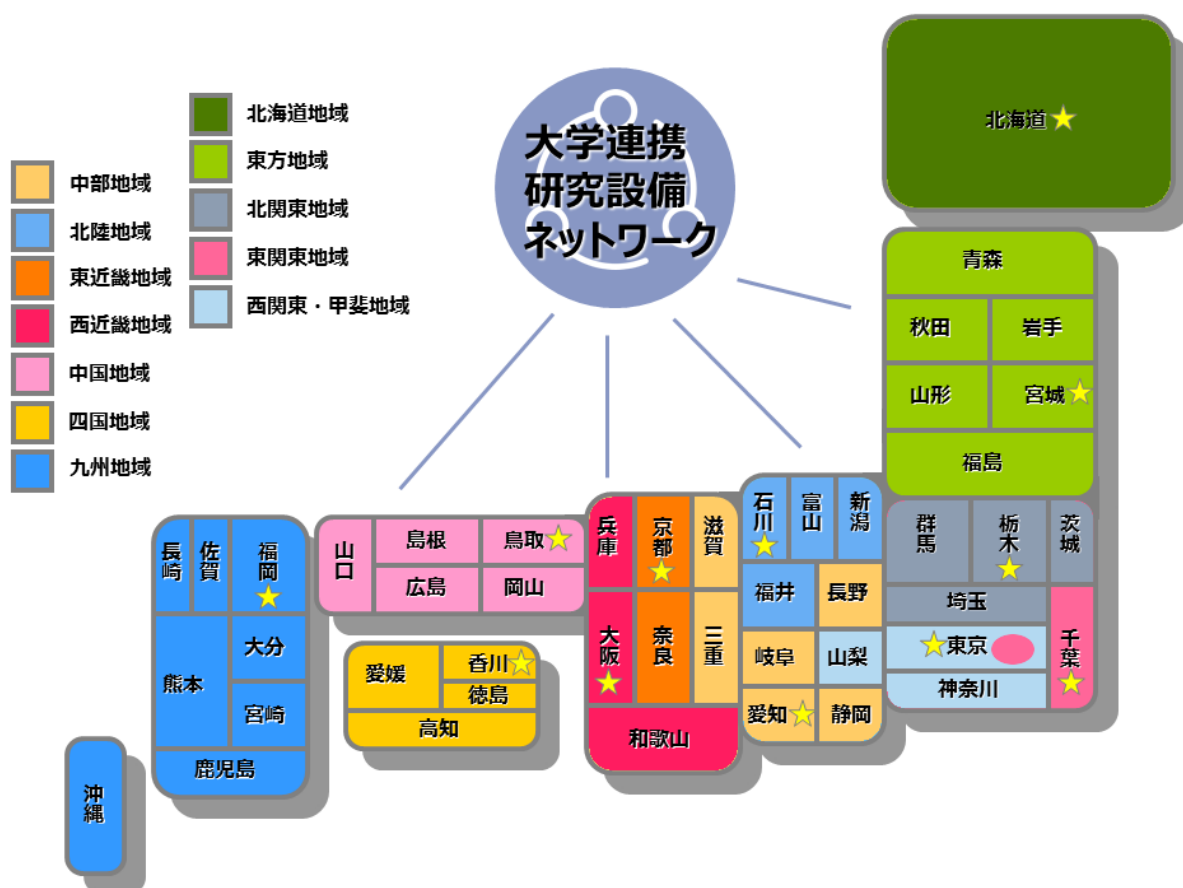 大学連携
研究設備
ネットワーク
北海道地域
東方地域
北関東地域
東関東地域
西関東・甲斐地域
中部地域
北陸地域
東近畿地域
西近畿地域
中国地域
四国地域
九州地域
北海道
青森
秋田
岩手
山形
宮城
福島
群馬
栃木
茨城
埼玉
東京
千葉
神奈川
石川
富山
新潟
福井
長野
岐阜
山梨
愛知
静岡
兵庫
京都
滋賀
大阪
奈良
三重
和歌山
山口
島根
鳥取
広島
岡山
愛媛
香川
徳島
高知
長崎
佐賀
福岡
熊本
大分
宮崎
鹿児島
沖縄